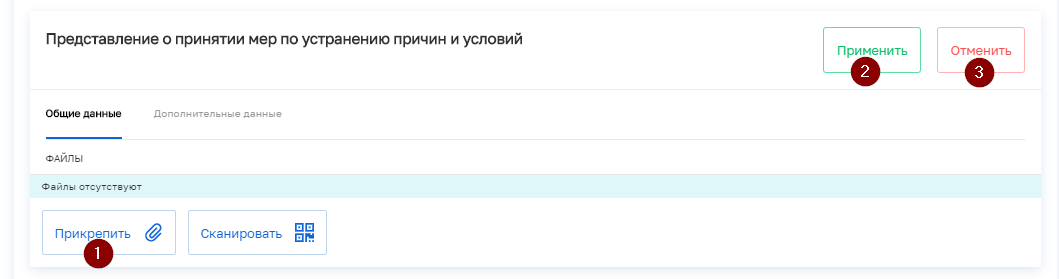 Представление о принятии мер по устранению причин и условий
Применить
2
Отменить
3
Общие данные
Дополнительные данные
ФАЙЛЫ
Файлы отсутствуют
Прикрепить
1
Сканировать